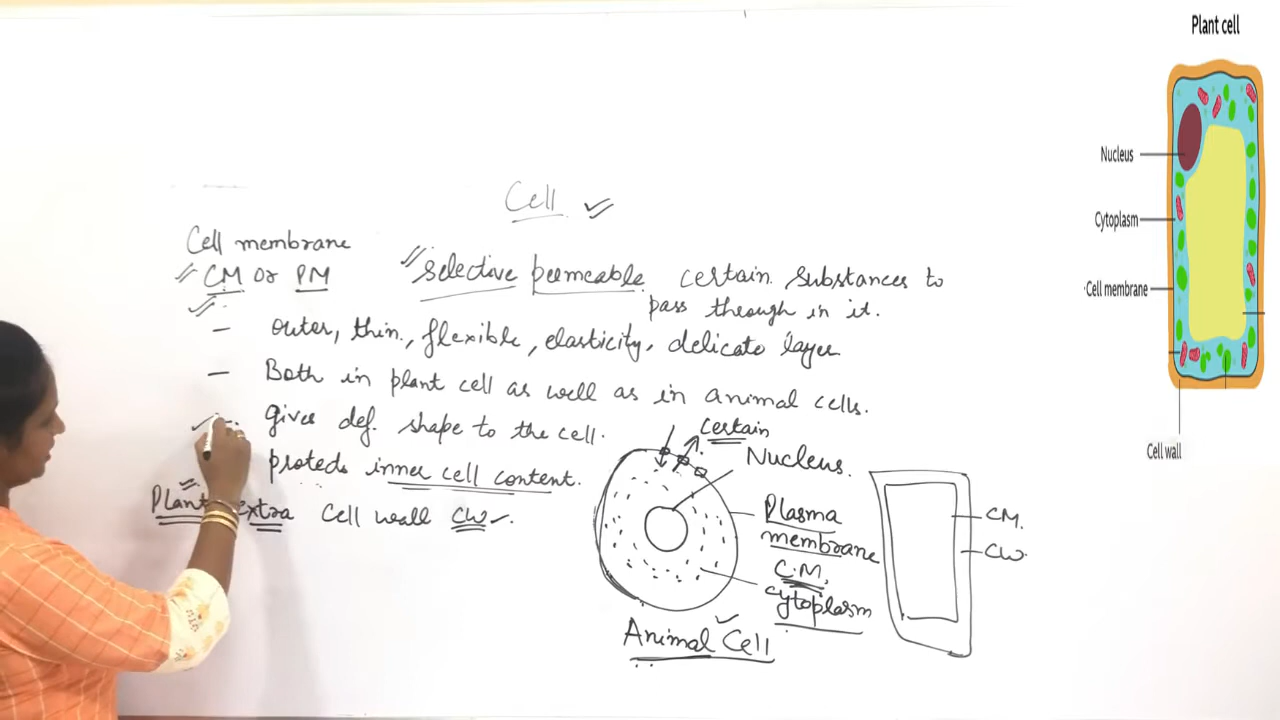 Plant cell
Cell
Cell membrane
CM or PM
selective permeable certain substances to
pass through in it.
- outer, thin, flexible, elasticity, delicate layer
- Both in plant cell as well as in animal cells.
gives def. shape to the cell.
protects inner cell content.
Plant extra cell wall CW
certain
Nucleus.
Plasma
membrane
C.M,
cytoplasm
Animal Cell
CM.
CW.
Nucleus
Cytoplasm
Cell membrane
Cell wall